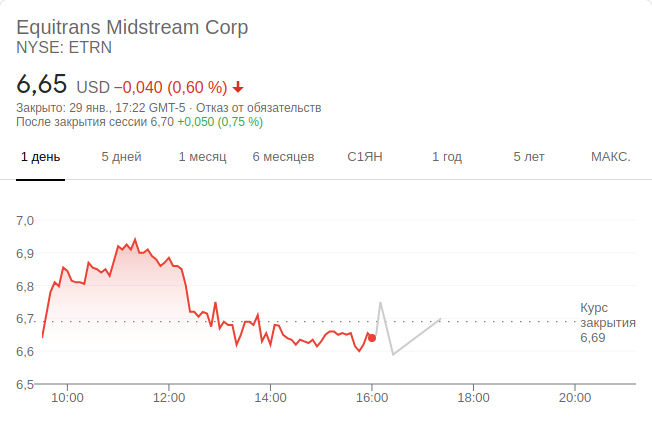 Equitrans Midstream Corp
NYSE: ETRN
6,65 USD −0,040 (0,60 %)
Закрыто: 29 янв., 17:22 GMT-5 · Отказ от обязательств
После закрытия сессии 6,70 +0,050 (0,75 %)
1 день 5 дней 1 месяц 6 месяцев С1ЯН 1 год 5 лет МАКС.
7,0
6,9
6,8
6,7
6,6
6,5
Курс
закрытия
6,69
10:00 12:00 14:00 16:00 18:00 20:00